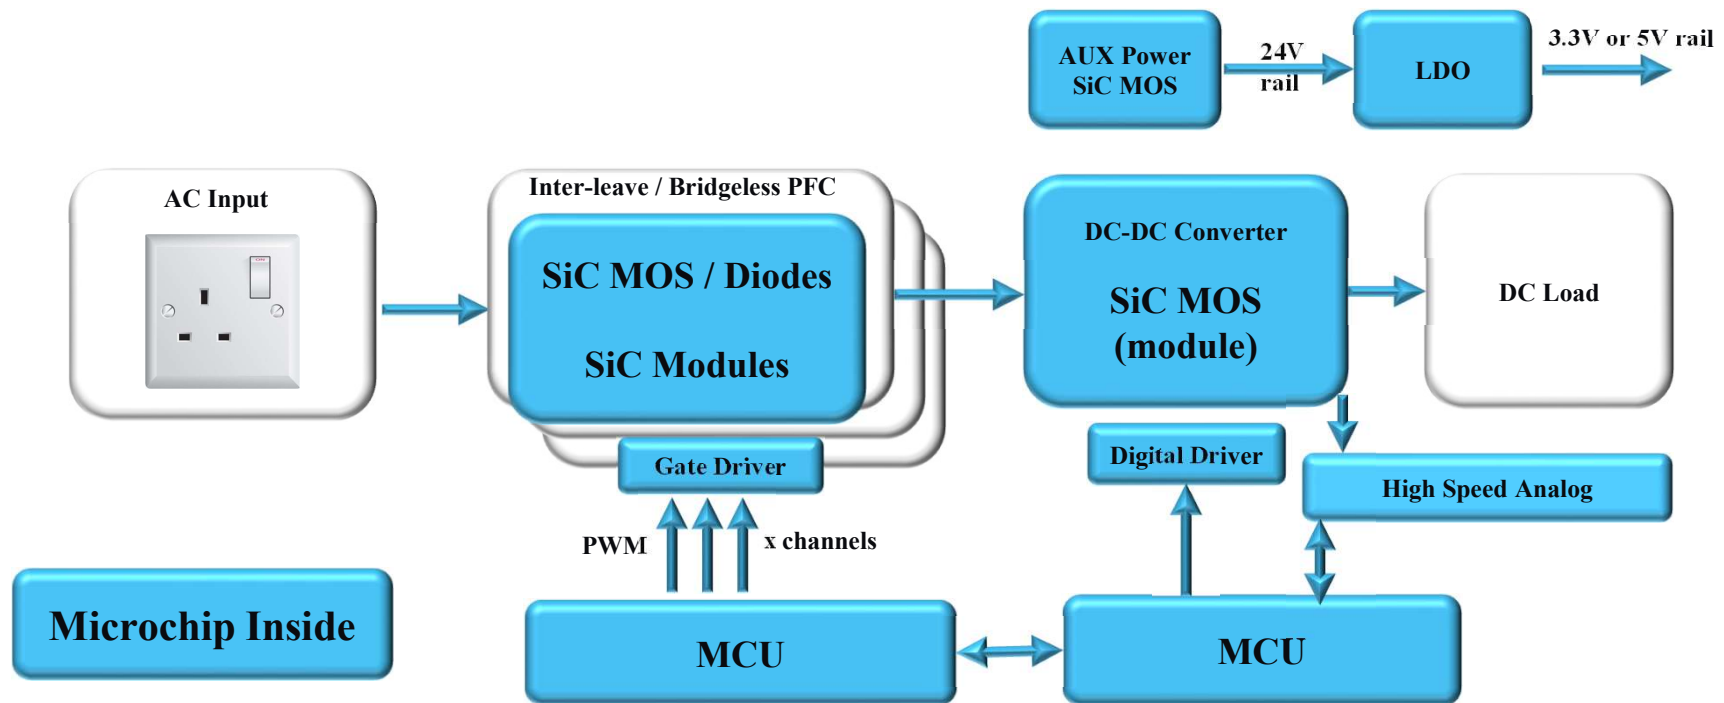 AUX Power
SiC MOS
24V
rail
LDO
3.3V or 5V rail
AC Input
Inter-leave / Bridgeless PFC
SiC MOS / Diodes
SiC Modules
DC-DC Converter
SiC MOS
(module)
DC Load
Gate Driver
Digital Driver
High Speed Analog
PWM
x channels
Microchip Inside
MCU
MCU